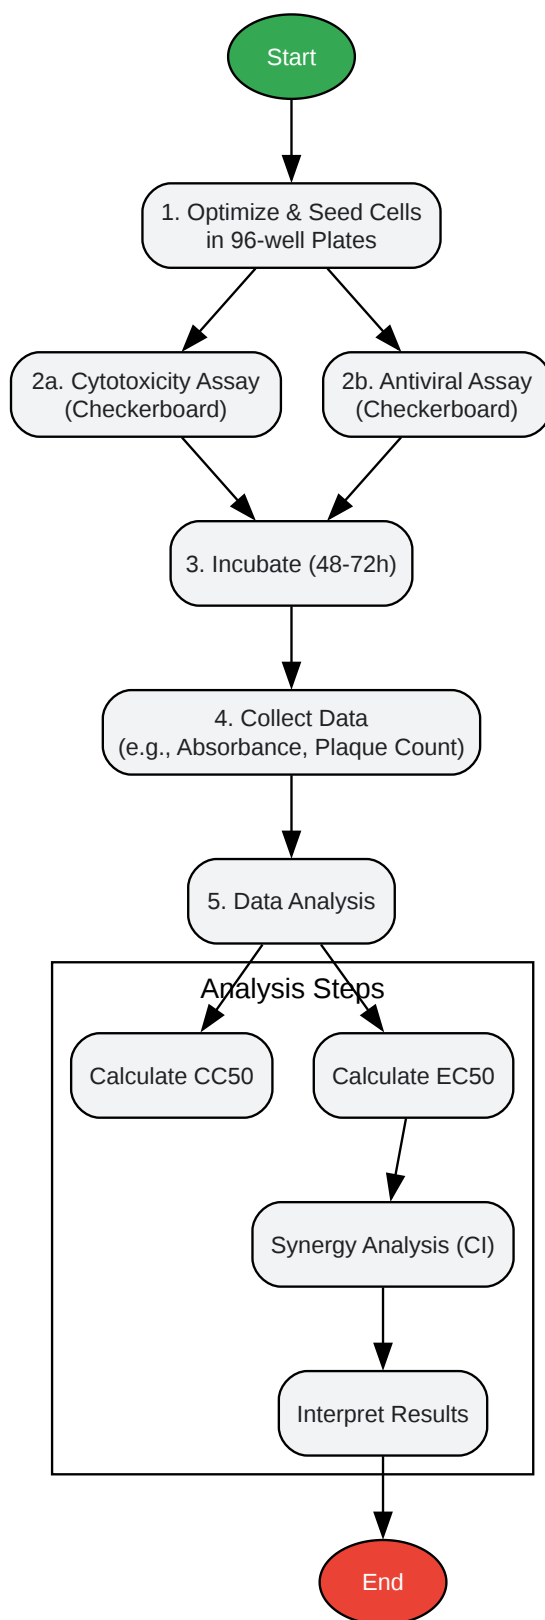 Start
1. Optimize & Seed Cells
in 96-well Plates
2a. Cytotoxicity Assay
(Checkerboard)
2b. Antiviral Assay
(Checkerboard)
3. Incubate (48-72h)
4. Collect Data
(e.g., Absorbance, Plaque Count)
5. Data Analysis
Analysis Steps
Calculate CC50
Calculate EC50
Synergy Analysis (CI)
Interpret Results
End